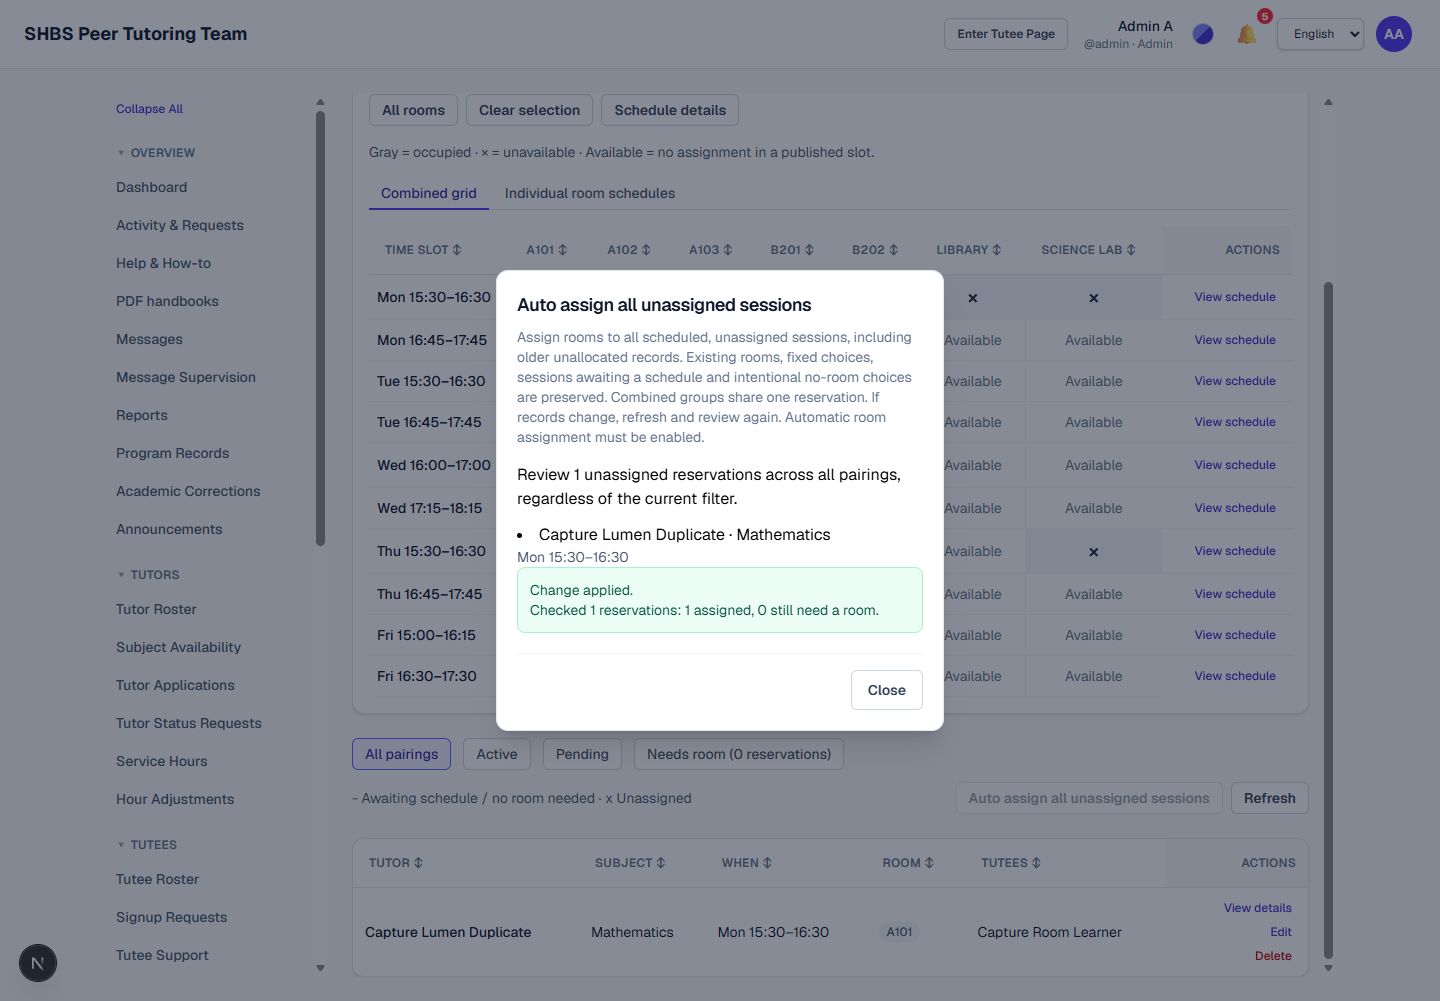 SHBS Peer Tutoring Team
Enter Tutee Page
Admin A
@admin · Admin
5
English
AA
Collapse All
OVERVIEW
Dashboard
Activity & Requests
Help & How-to
PDF handbooks
Messages
Message Supervision
Reports
Program Records
Academic Corrections
Announcements
TUTORS
Tutor Roster
Subject Availability
Tutor Applications
Tutor Status Requests
Service Hours
Hour Adjustments
TUTEES
Tutee Roster
Signup Requests
Tutee Support
N
All rooms
Clear selection
Schedule details
Gray = occupied · × = unavailable · Available = no assignment in a published slot.
Combined grid
Individual room schedules
TIME SLOT A101 A102 A103 B201 B202 LIBRARY SCIENCE LAB ACTIONS
Mon 15:30–16:30 × × View schedule
Mon 16:45–17:45 Available Available View schedule
Tue 15:30–16:30 Available Available View schedule
Tue 16:45–17:45 Available Available View schedule
Wed 16:00–17:00 Available Available View schedule
Wed 17:15–18:15 Available Available View schedule
Thu 15:30–16:30 Available × View schedule
Thu 16:45–17:45 Available Available View schedule
Fri 15:00–16:15 Available Available View schedule
Fri 16:30–17:30 Available Available View schedule
Auto assign all unassigned sessions
Assign rooms to all scheduled, unassigned sessions, including
older unallocated records. Existing rooms, fixed choices,
sessions awaiting a schedule and intentional no-room choices
are preserved. Combined groups share one reservation. If
records change, refresh and review again. Automatic room
assignment must be enabled.
Review 1 unassigned reservations across all pairings,
regardless of the current filter.
• Capture Lumen Duplicate · Mathematics
Mon 15:30–16:30
Change applied.
Checked 1 reservations: 1 assigned, 0 still need a room.
Close
All pairings
Active
Pending
Needs room (0 reservations)
- Awaiting schedule / no room needed · x Unassigned
Auto assign all unassigned sessions
Refresh
TUTOR SUBJECT WHEN ROOM TUTEES ACTIONS
Capture Lumen Duplicate Mathematics Mon 15:30–16:30 A101 Capture Room Learner
View details
Edit
Delete